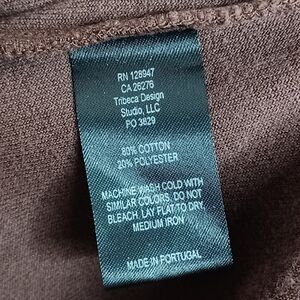 RN 128947
CA 26276
Tribeca Design
Studio, LLC
PO 3829
80% COTTON
20% POLYESTER
MACHINE WASH COLD WITH
SIMILAR COLORS. DO NOT
BLEACH. LAY FLAT TO DRY.
MEDIUM IRON
MADE IN PORTUGAL